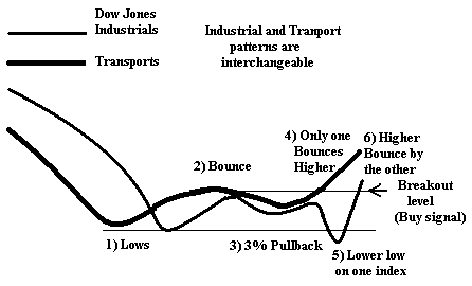 Dow Jones
Industrials
Transports
Industrial and Tranport
patterns are
interchangeable
4) Only one
Bounces
Higher
6) Higher
Bounce by
the other
2) Bounce
Breakout
level
(Buy signal)
1) Lows
3) 3% Pullback
5) Lower low
on one index